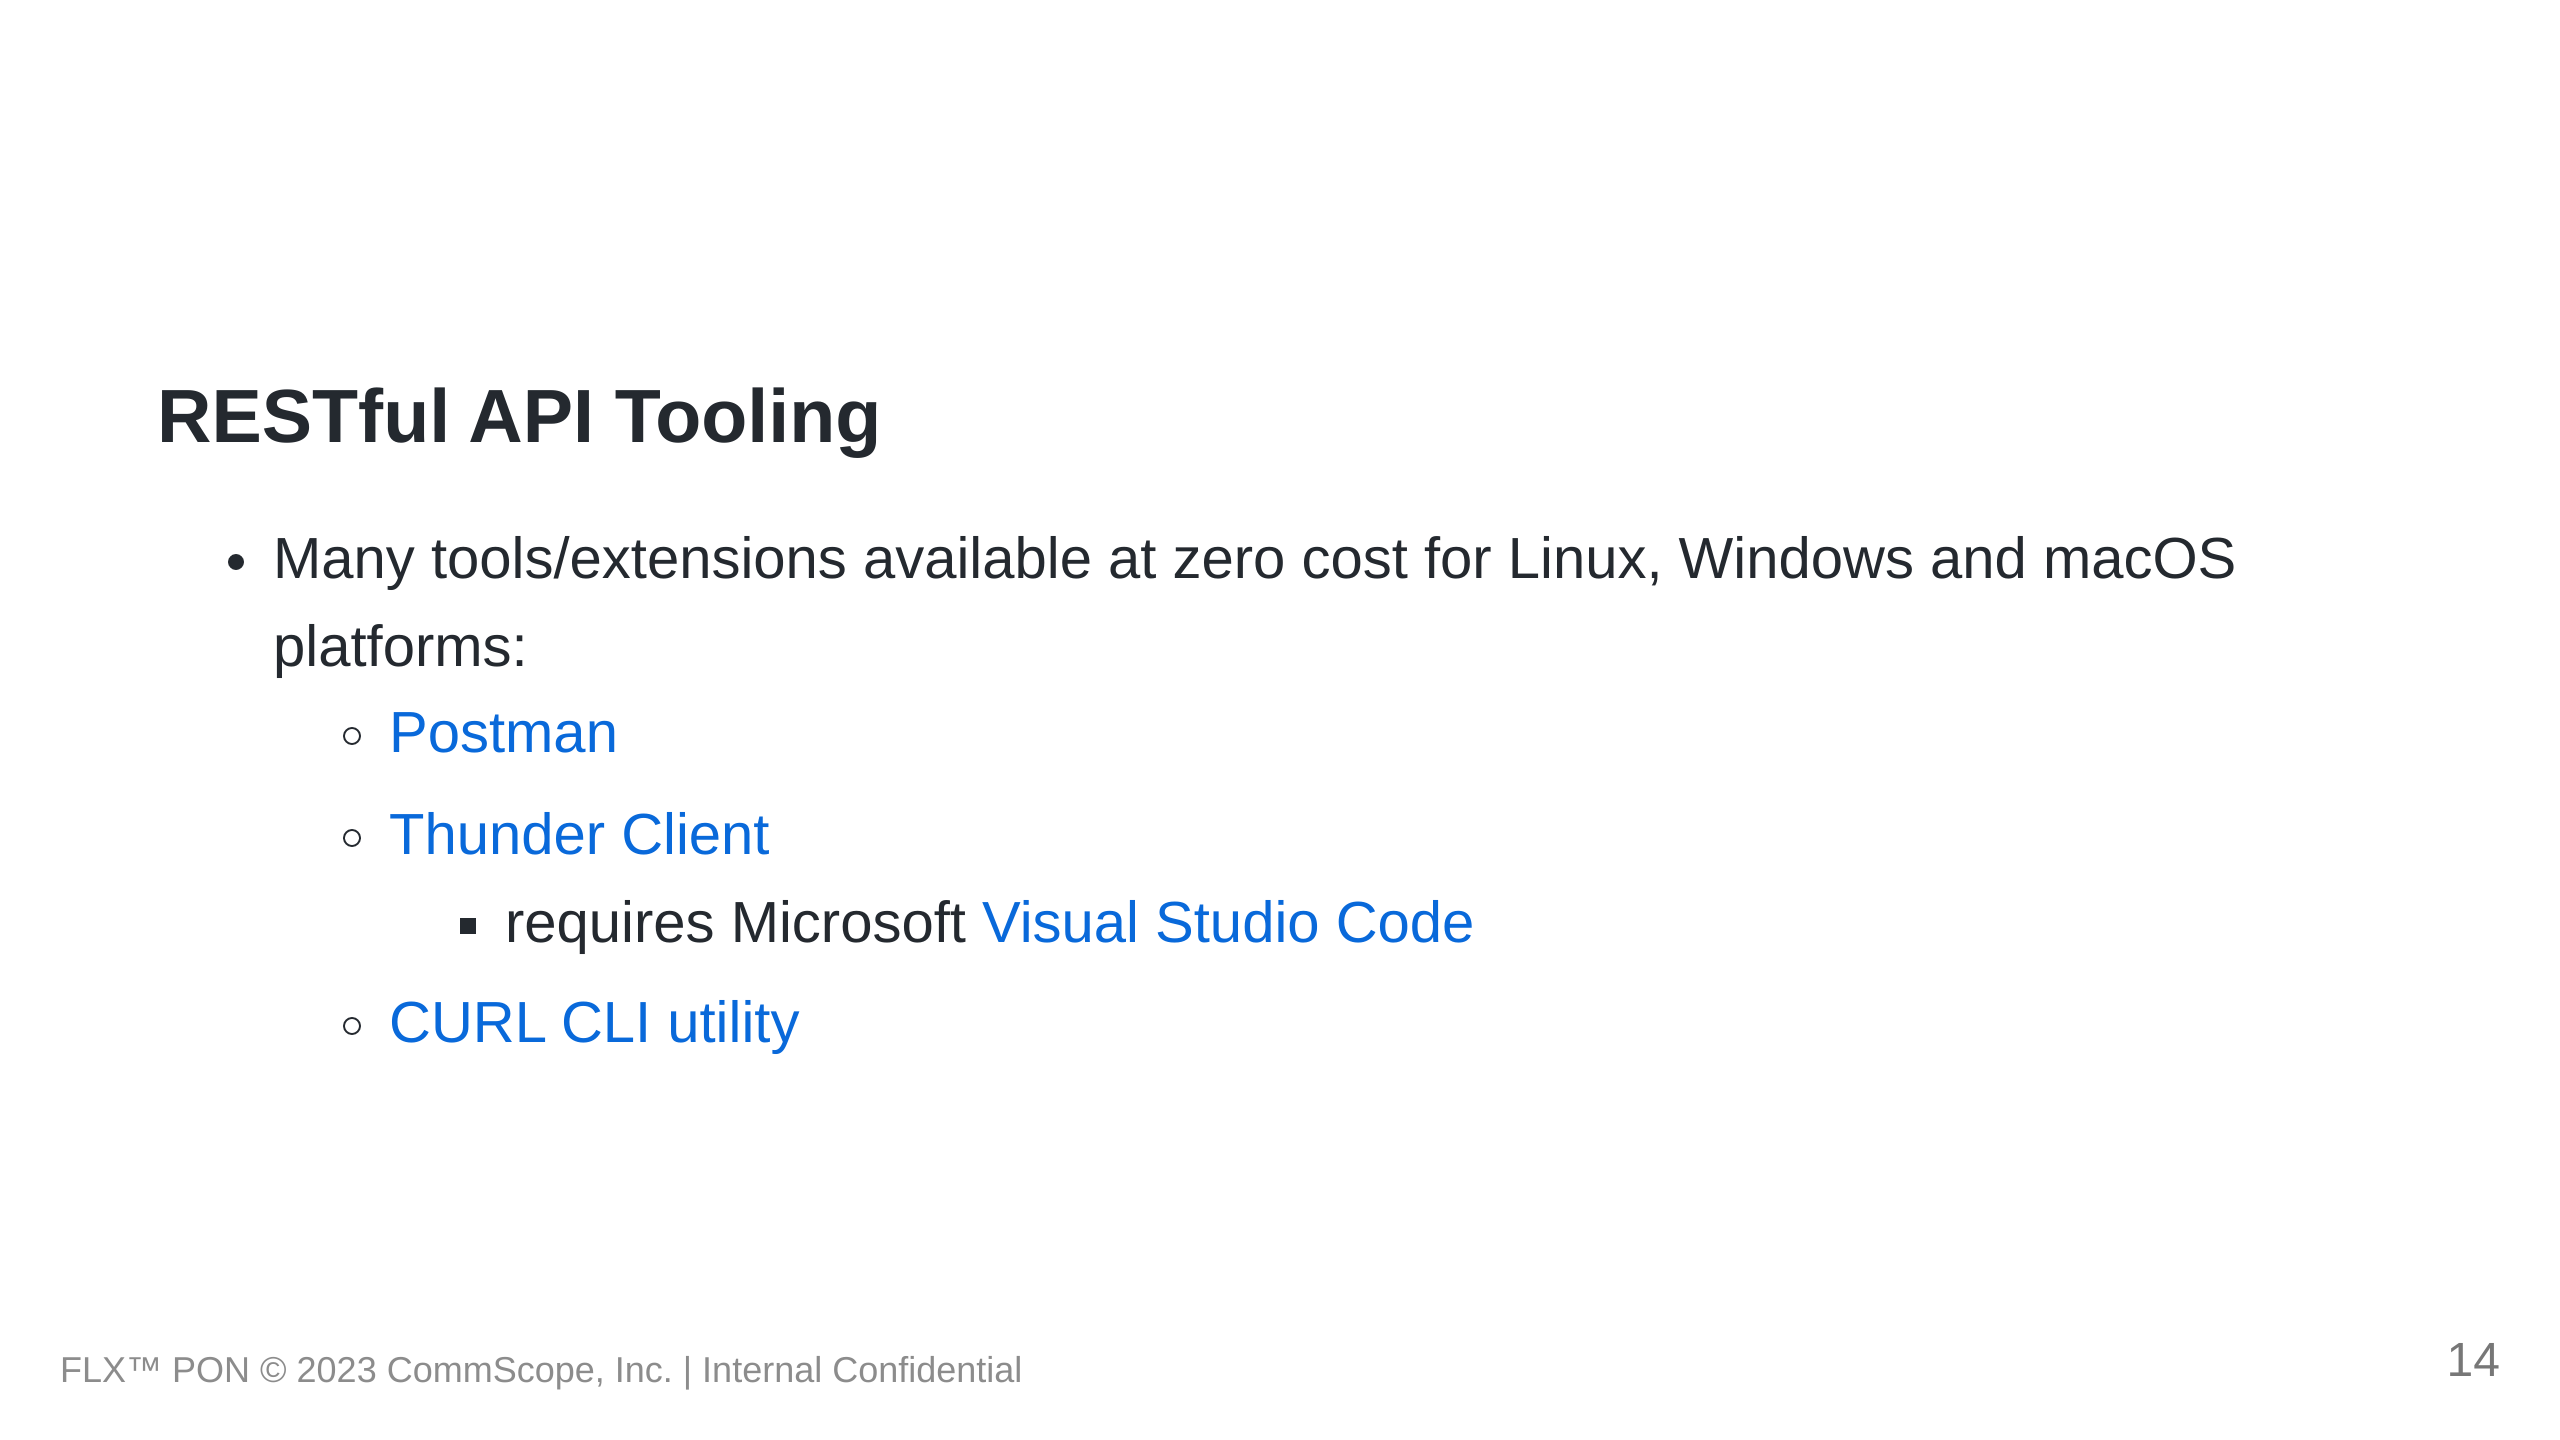 RESTful API Tooling
• Many tools/extensions available at zero cost for Linux, Windows and macOS
platforms:
○ Postman
○ Thunder Client
▪ requires Microsoft Visual Studio Code
○ CURL CLI utility
FLX™ PON © 2023 CommScope, Inc. | Internal Confidential
14